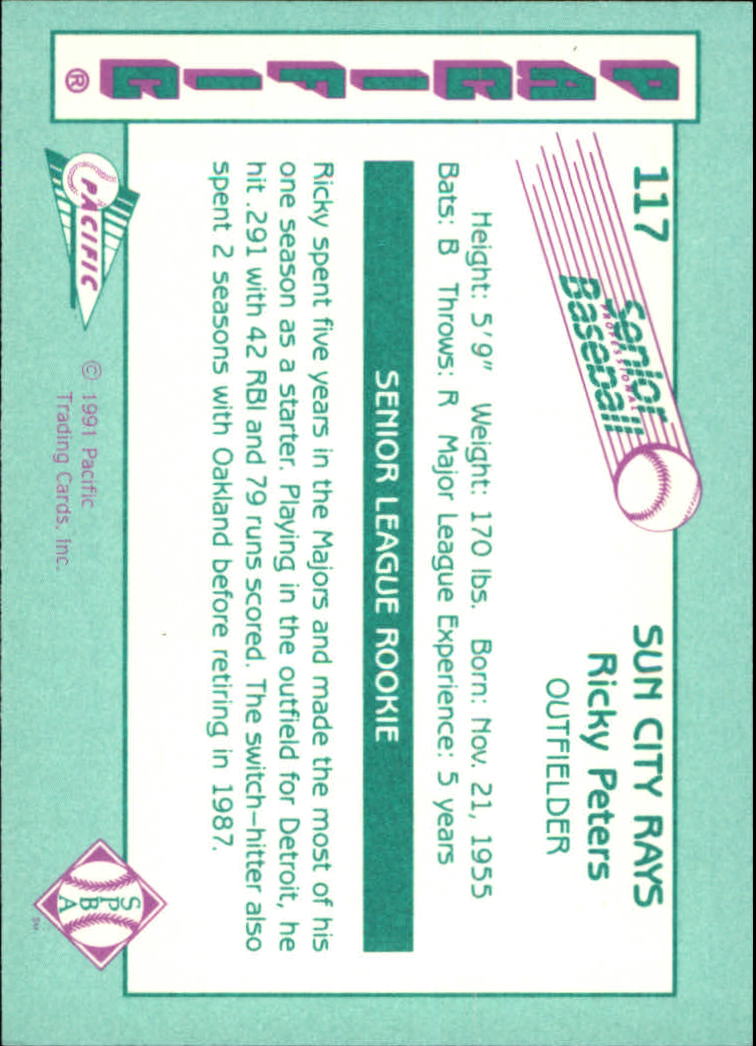 PACIFIC®
117
Senior
PROFESSIONAL
Baseball
SUN CITY RAYS
Ricky Peters
OUTFIELDER
Height: 5'9" Weight: 170 lbs. Born: Nov. 21, 1955
Bats: B Throws: R Major League Experience: 5 years
SENIOR LEAGUE ROOKIE
Ricky spent five years in the Majors and made the most of his
one season as a starter. Playing in the outfield for Detroit, he
hit .291 with 42 RBI and 79 runs scored. The switch-hitter also
spent 2 seasons with Oakland before retiring in 1987.
PACIFIC
© 1991 Pacific
Trading Cards, Inc.
S
P
B
A
SM